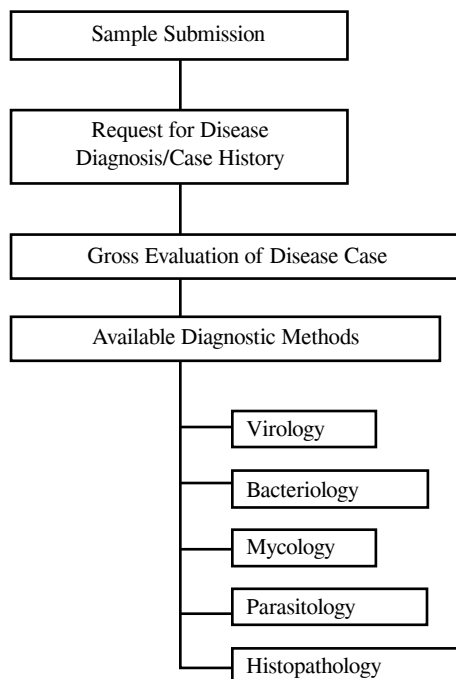 Sample Submission
Request for Disease
Diagnosis/Case History
Gross Evaluation of Disease Case
Available Diagnostic Methods
Virology
Bacteriology
Mycology
Parasitology
Histopathology